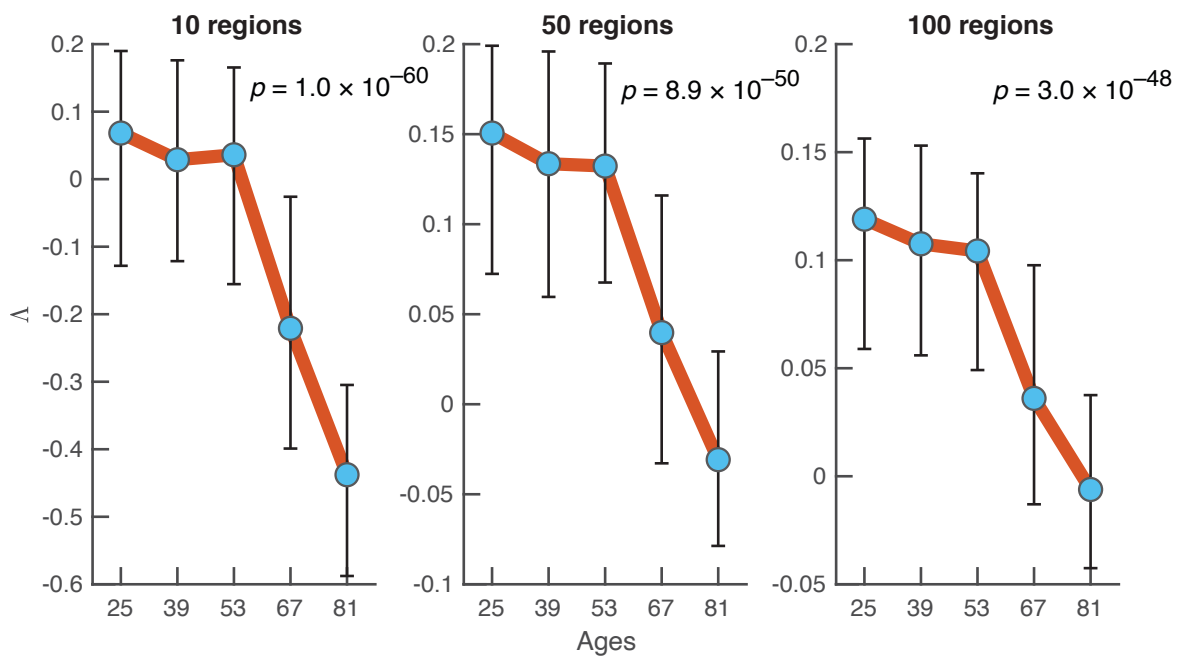 10 regions
50 regions
100 regions
p = 1.0 × 10⁻⁶⁰
p = 8.9 × 10⁻⁵⁰
p = 3.0 × 10⁻⁴⁸
Λ
0.2
0.1
0
-0.1
-0.2
-0.3
-0.4
-0.5
-0.6
25 39 53 67 81
0.2
0.15
0.1
0.05
0
-0.05
-0.1
25 39 53 67 81
0.2
0.15
0.1
0.05
0
-0.05
25 39 53 67 81
Ages